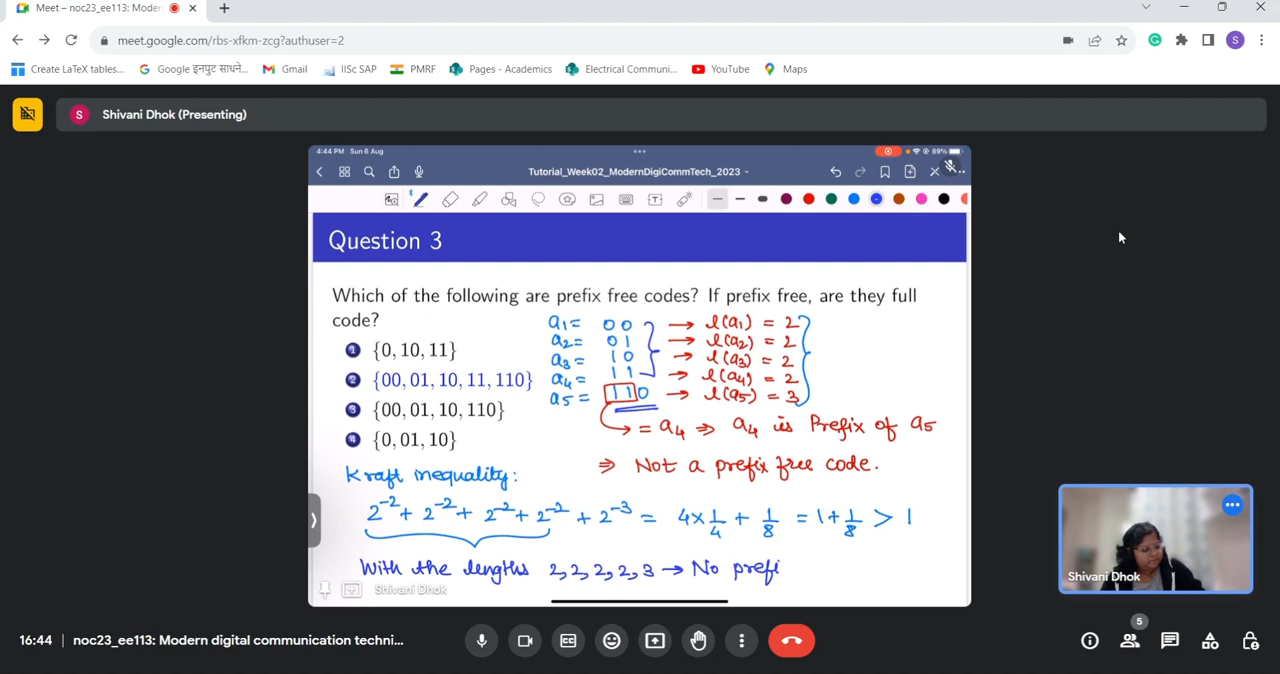 Meet – noc23_ee113: Modern
meet.google.com/rbs-xfkm-zcg?authuser=2
Create LaTeX tables... Google इनपुट साधने... Gmail IISc SAP PMRF Pages - Academics Electrical Communi... YouTube Maps
S Shivani Dhok (Presenting)
4:44 PM Sun 6 Aug 89%
Tutorial_Week02_ModernDigiCommTech_2023
Question 3
Which of the following are prefix free codes? If prefix free, are they full
code?
1 {0, 10, 11}
2 {00, 01, 10, 11, 110}
3 {00, 01, 10, 110}
4 {0, 01, 10}
a1 = 00 → l(a1) = 2
a2 = 01 → l(a2) = 2
a3 = 10 → l(a3) = 2
a4 = 11 → l(a4) = 2
a5 = 110 → l(a5) = 3
= a4 ⇒ a4 is Prefix of a5
⇒ Not a prefix free code.
Kraft inequality:
2^-2 + 2^-2 + 2^-2 + 2^-2 + 2^-3 = 4 × 1/4 + 1/8 = 1 + 1/8 > 1
With the lengths 2, 2, 2, 2, 3 → No prefi
Shivani Dhok
Shivani Dhok
16:44 | noc23_ee113: Modern digital communication techni...
5